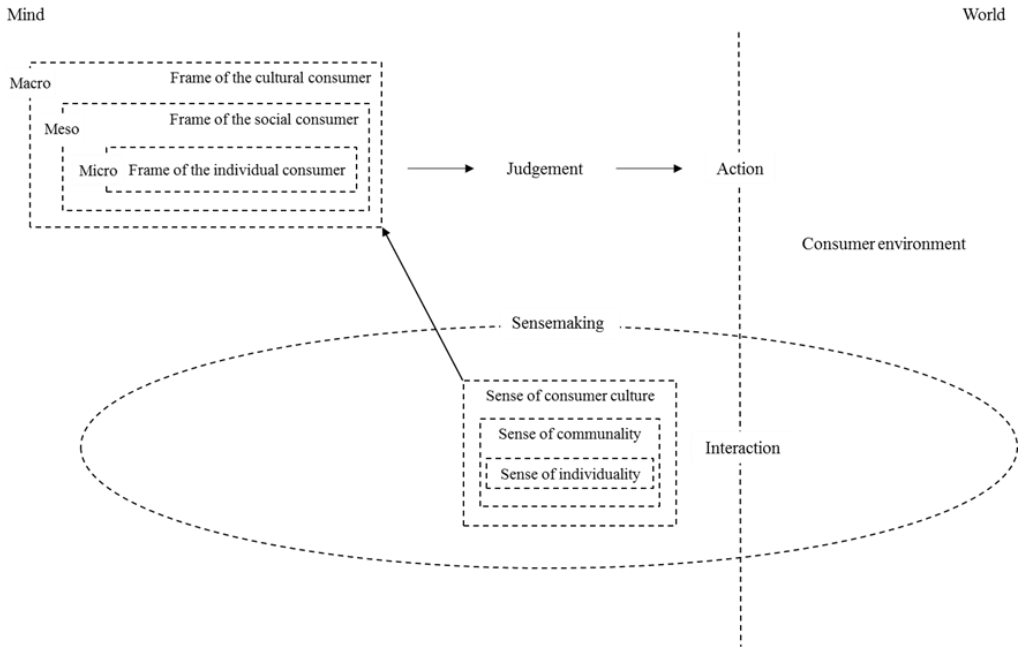 Mind
World
Frame of the cultural consumer
Macro
Frame of the social consumer
Meso
Micro
Frame of the individual consumer
Judgement
Action
Consumer environment
Sensemaking
Sense of consumer culture
Sense of communality
Interaction
Sense of individuality